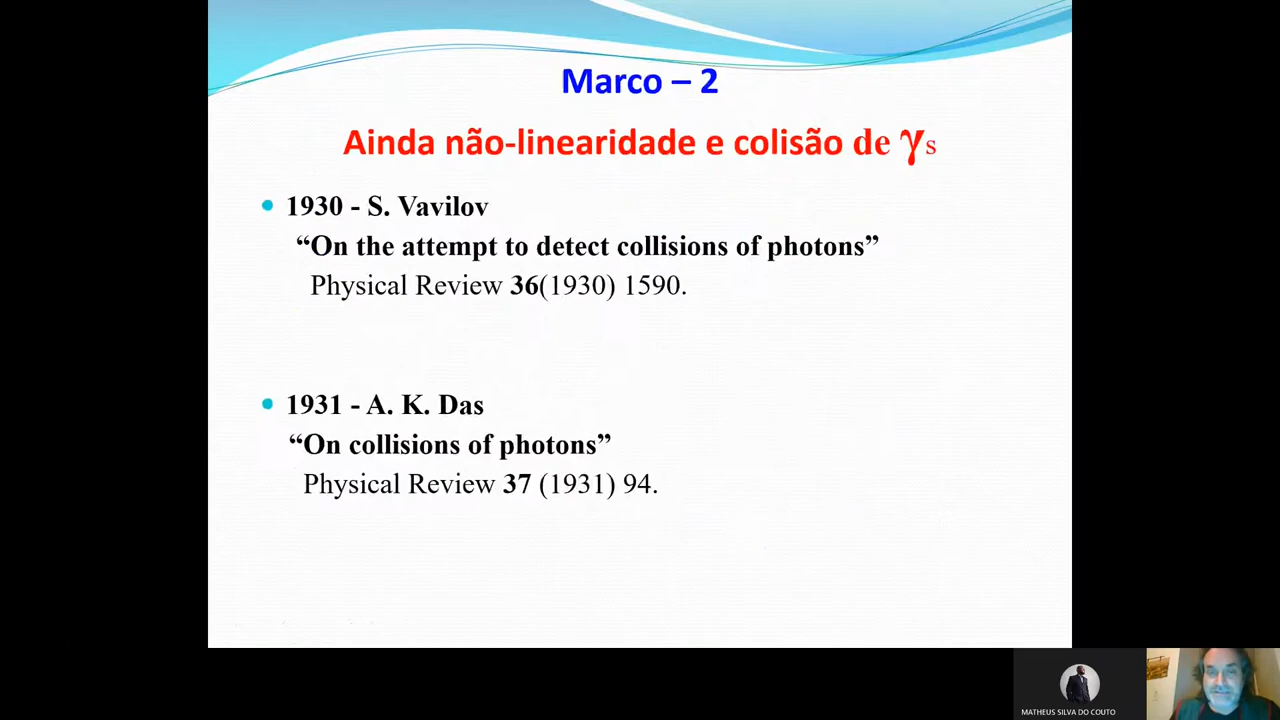 Marco – 2
Ainda não-linearidade e colisão de γs
1930 - S. Vavilov
“On the attempt to detect collisions of photons”
Physical Review 36(1930) 1590.
1931 - A. K. Das
“On collisions of photons”
Physical Review 37 (1931) 94.
MATHEUS SILVA DO COUTO